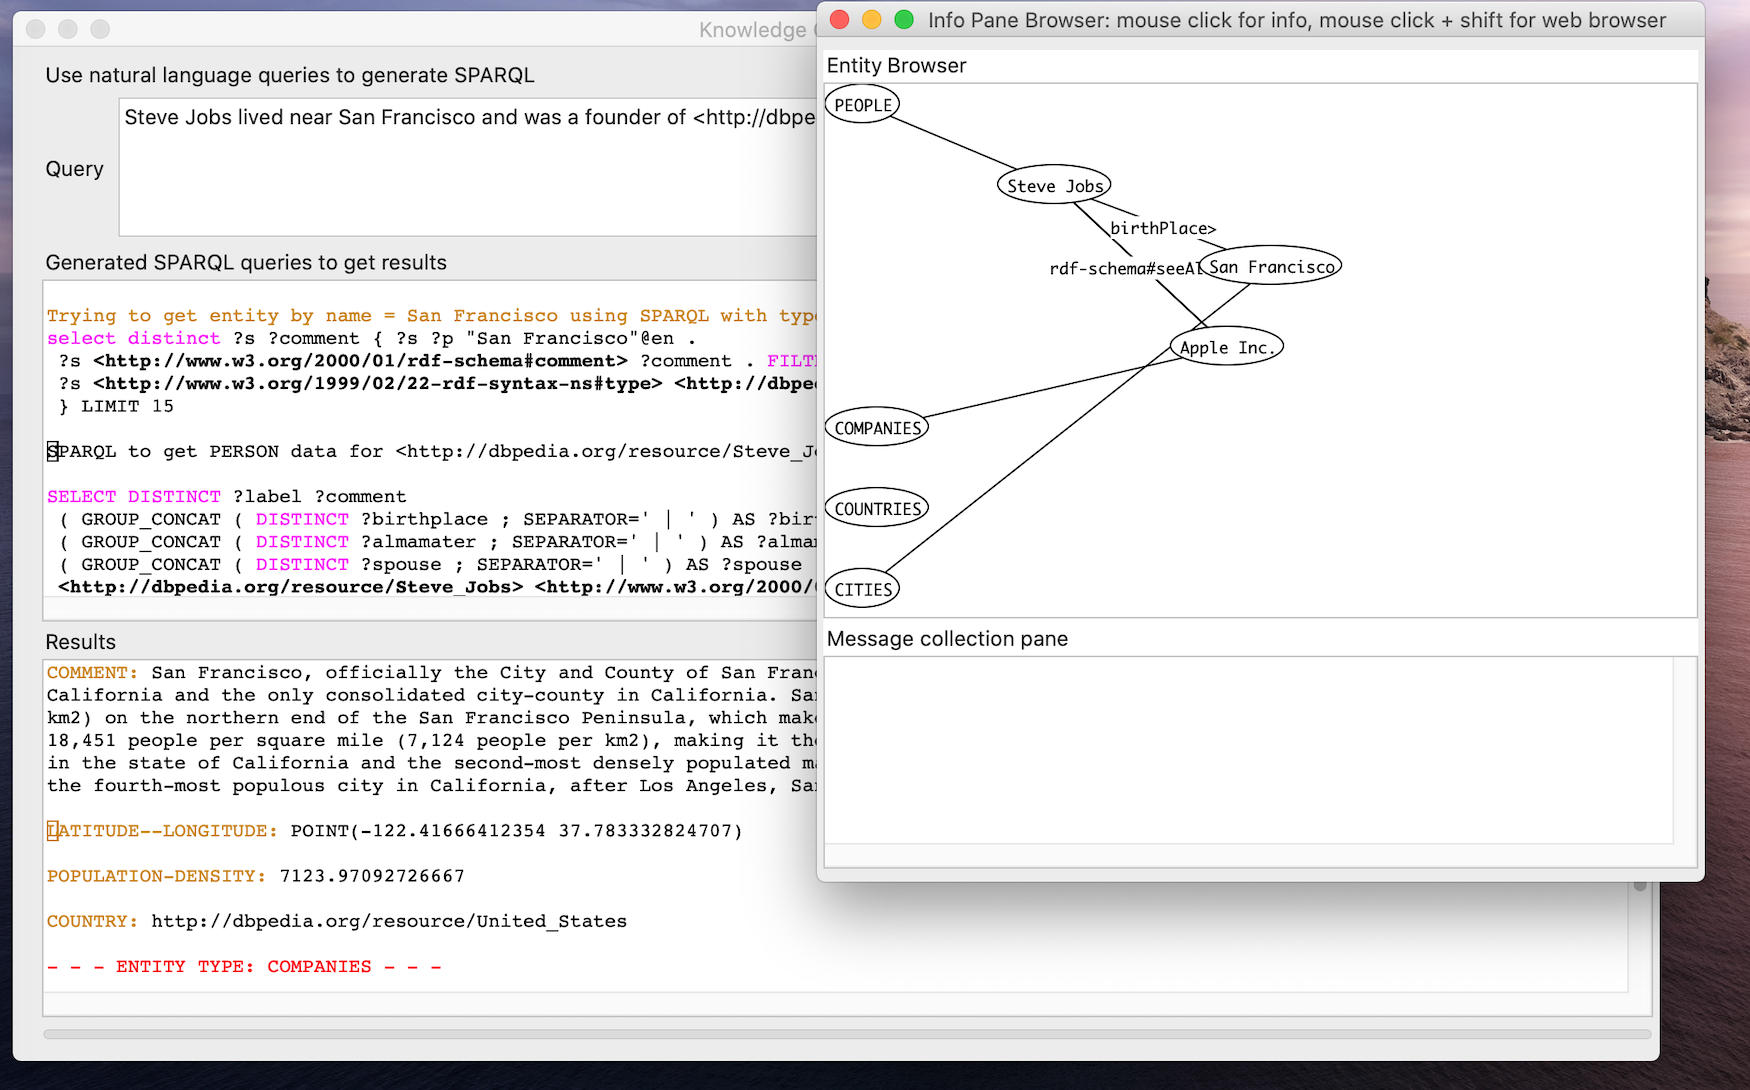 Knowledge
Use natural language queries to generate SPARQL
Query
Steve Jobs lived near San Francisco and was a founder of <http://dbpe
Generated SPARQL queries to get results
Trying to get entity by name = San Francisco using SPARQL with type
select distinct ?s ?comment { ?s ?p "San Francisco"@en .
?s <http://www.w3.org/2000/01/rdf-schema#comment> ?comment . FILT
?s <http://www.w3.org/1999/02/22-rdf-syntax-ns#type> <http://dbpe
} LIMIT 15
SPARQL to get PERSON data for <http://dbpedia.org/resource/Steve_J
SELECT DISTINCT ?label ?comment
( GROUP_CONCAT ( DISTINCT ?birthplace ; SEPARATOR=' | ' ) AS ?bir
( GROUP_CONCAT ( DISTINCT ?almamater ; SEPARATOR=' | ' ) AS ?alma
( GROUP_CONCAT ( DISTINCT ?spouse ; SEPARATOR=' | ' ) AS ?spouse
<http://dbpedia.org/resource/Steve_Jobs> <http://www.w3.org/2000/
Results
COMMENT: San Francisco, officially the City and County of San Fran
California and the only consolidated city-county in California. Sa
km2) on the northern end of the San Francisco Peninsula, which mak
18,451 people per square mile (7,124 people per km2), making it th
in the state of California and the second-most densely populated m
the fourth-most populous city in California, after Los Angeles, Sa
LATITUDE--LONGITUDE: POINT(-122.41666412354 37.783332824707)
POPULATION-DENSITY: 7123.97092726667
COUNTRY: http://dbpedia.org/resource/United_States
- - - ENTITY TYPE: COMPANIES - - -
Info Pane Browser: mouse click for info, mouse click + shift for web browser
Entity Browser
PEOPLE
Steve Jobs
birthPlace>
rdf-schema#seeAl
San Francisco
Apple Inc.
COMPANIES
COUNTRIES
CITIES
Message collection pane